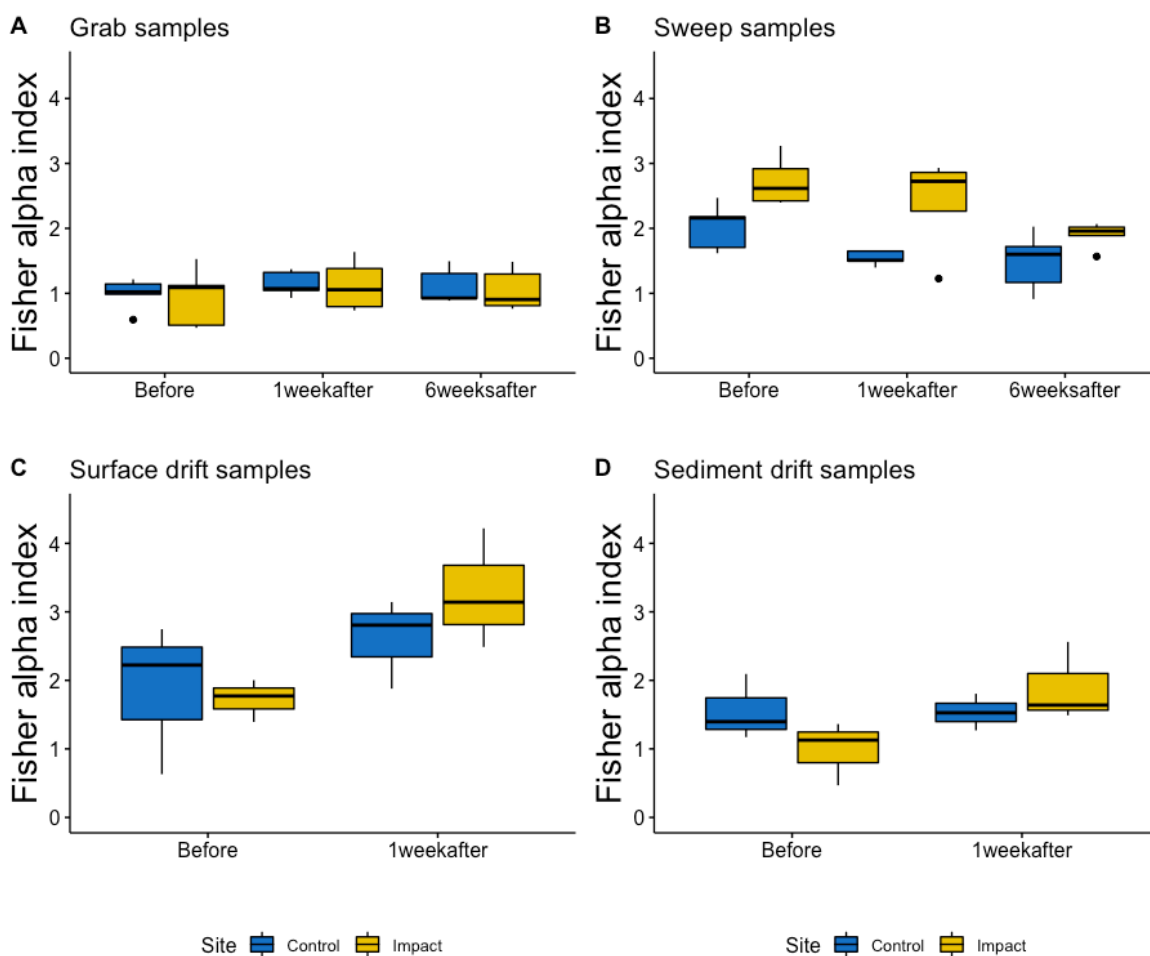 A Grab samples
Fisher alpha index
4
3
2
1
0
Before 1weekafter 6weeksafter
B Sweep samples
Fisher alpha index
4
3
2
1
0
Before 1weekafter 6weeksafter
C Surface drift samples
Fisher alpha index
4
3
2
1
0
Before 1weekafter
D Sediment drift samples
Fisher alpha index
4
3
2
1
0
Before 1weekafter
Site Control Impact
Site Control Impact